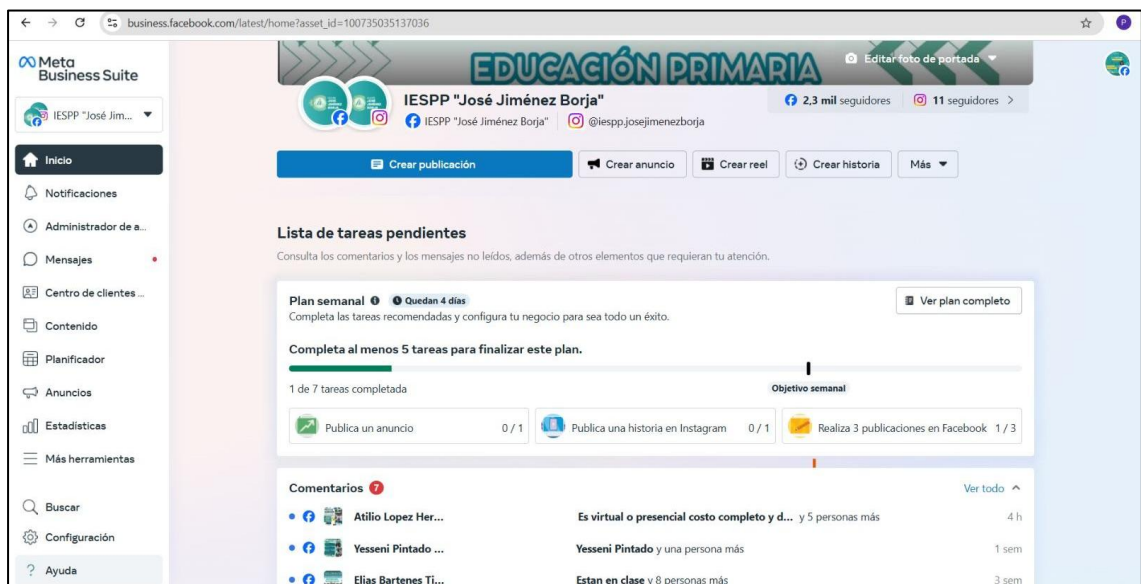 business.facebook.com/latest/home?asset_id=100735035137036
P
Meta
Business Suite
IESPP "José Jim...
Inicio
Notificaciones
Administrador de a...
Mensajes
Centro de clientes ...
Contenido
Planificador
Anuncios
Estadísticas
Más herramientas
Buscar
Configuración
Ayuda
EDUCACIÓN PRIMARIA
Editar foto de portada
IESPP "José Jiménez Borja"
IESPP "José Jiménez Borja"
@iespp.josejimenezborja
2,3 mil seguidores
11 seguidores
Crear publicación
Crear anuncio
Crear reel
Crear historia
Más
Lista de tareas pendientes
Consulta los comentarios y los mensajes no leídos, además de otros elementos que requieran tu atención.
Plan semanal
Quedan 4 días
Ver plan completo
Completa las tareas recomendadas y configura tu negocio para sea todo un éxito.
Completa al menos 5 tareas para finalizar este plan.
1 de 7 tareas completada
Objetivo semanal
Publica un anuncio 0 / 1
Publica una historia en Instagram 0 / 1
Realiza 3 publicaciones en Facebook 1 / 3
Comentarios 7
Ver todo
Atilio Lopez Her... Es virtual o presencial costo completo y d... y 5 personas más 4 h
Yesseni Pintado ... Yesseni Pintado y una persona más 1 sem
Elias Bartenes Ti... Estan en clase y 8 personas más 3 sem